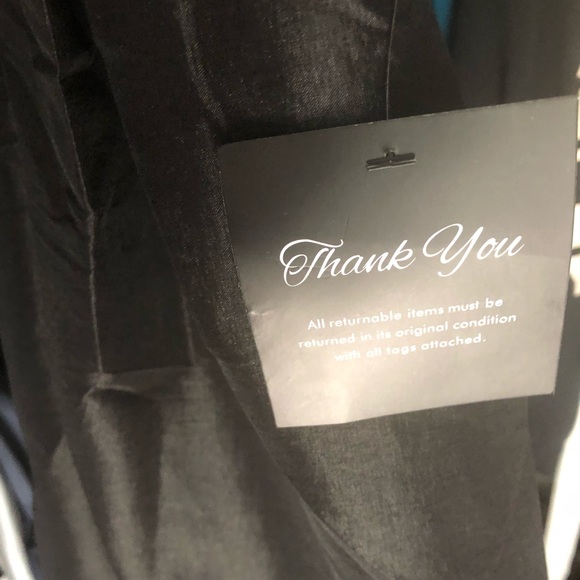 Thank You
All returnable items must be
returned in its original condition
with all tags attached.